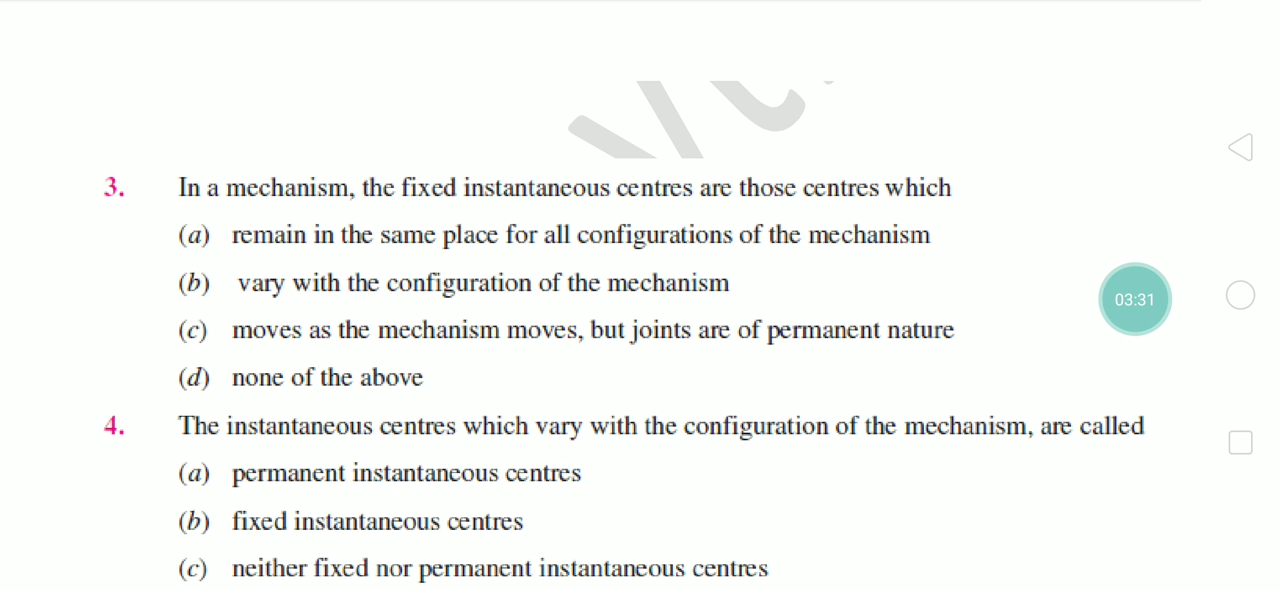 3. In a mechanism, the fixed instantaneous centres are those centres which
(a) remain in the same place for all configurations of the mechanism
(b) vary with the configuration of the mechanism
(c) moves as the mechanism moves, but joints are of permanent nature
(d) none of the above
03:31
4. The instantaneous centres which vary with the configuration of the mechanism, are called
(a) permanent instantaneous centres
(b) fixed instantaneous centres
(c) neither fixed nor permanent instantaneous centres